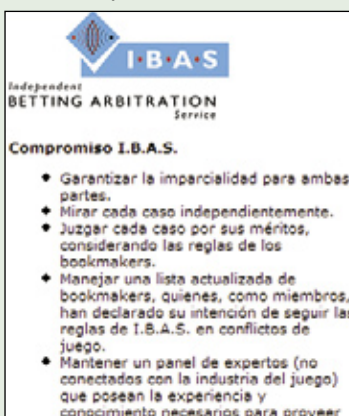 I·B·A·S
Independent
BETTING ARBITRATION
Service
Compromiso I.B.A.S.
◆ Garantizar la imparcialidad para ambas
partes.
◆ Mirar cada caso independientemente.
◆ Juzgar cada caso por sus méritos,
considerando las reglas de los
bookmakers.
◆ Manejar una lista actualizada de
bookmakers, quienes, como miembros,
han declarado su intención de seguir las
reglas de I.B.A.S. en conflictos de
juego.
◆ Mantener un panel de expertos (no
conectados con la industria del juego)
que posean la experiencia y
conocimiento necesarios para proveer